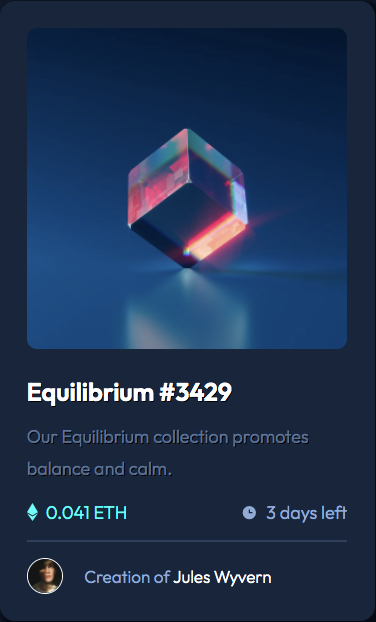 Equilibrium #3429
Our Equilibrium collection promotes
balance and calm.
0.041 ETH
3 days left
Creation of Jules Wyvern